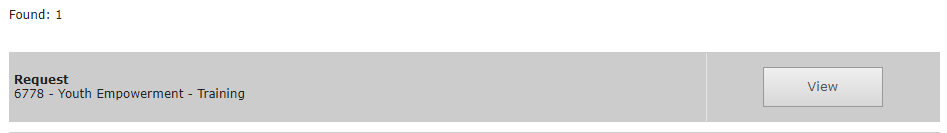 Found: 1
Request
6778 - Youth Empowerment - Training
View